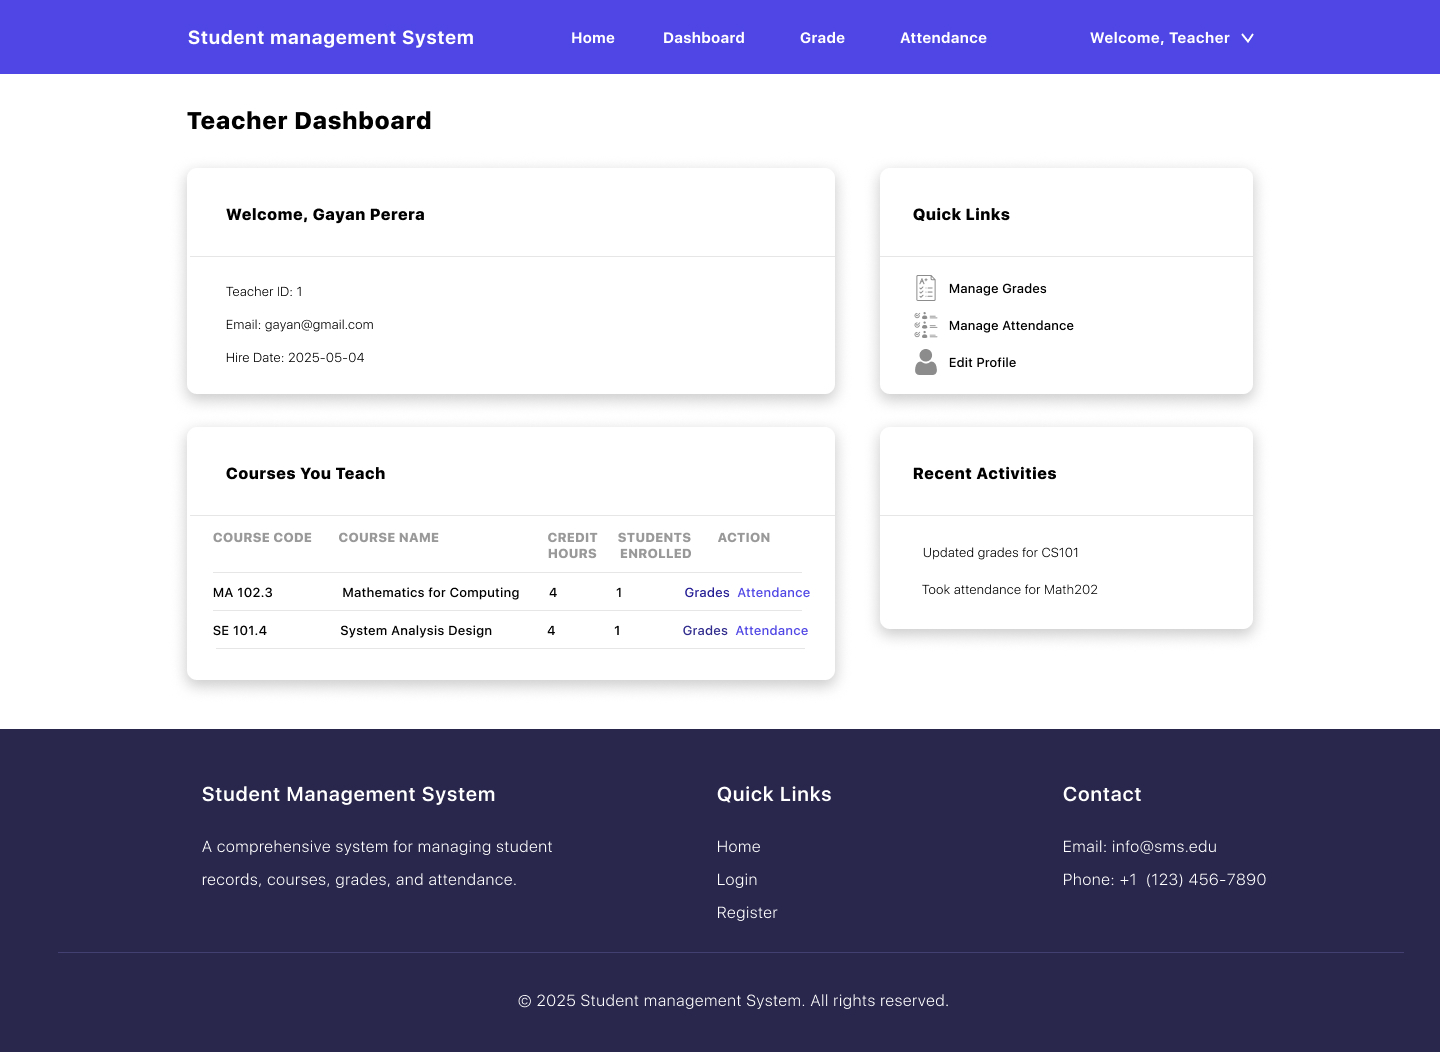 Student management System Home Dashboard Grade Attendance Welcome, Teacher
Teacher Dashboard
Welcome, Gayan Perera
Teacher ID: 1
Email: gayan@gmail.com
Hire Date: 2025-05-04
Quick Links
Manage Grades
Manage Attendance
Edit Profile
Courses You Teach
COURSE CODE COURSE NAME CREDIT HOURS STUDENTS ENROLLED ACTION
MA 102.3 Mathematics for Computing 4 1 Grades Attendance
SE 101.4 System Analysis Design 4 1 Grades Attendance
Recent Activities
Updated grades for CS101
Took attendance for Math202
Student Management System
A comprehensive system for managing student
records, courses, grades, and attendance.
Quick Links
Home
Login
Register
Contact
Email: info@sms.edu
Phone: +1 (123) 456-7890
© 2025 Student management System. All rights reserved.